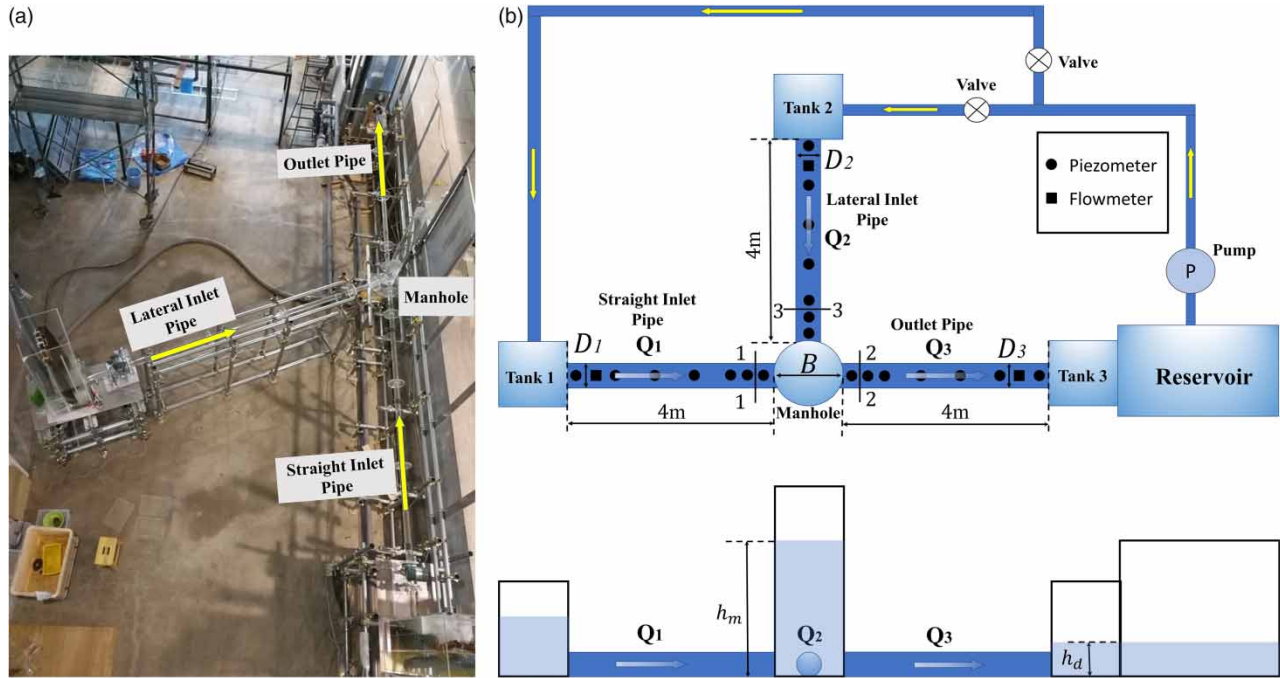 (a)
Outlet Pipe
Manhole
Lateral Inlet
Pipe
Straight Inlet
Pipe
(b)
Valve
Valve
Tank 2
Piezometer
Flowmeter
D2
Lateral Inlet
Pipe
Q2
4m
Pump
P
3
3
Straight Inlet
Pipe
Outlet Pipe
D1
Q1
1
B
2
Q3
D3
Tank 1
Tank 3
Reservoir
1
Manhole
2
4m
4m
hm
Q1
Q2
Q3
hd